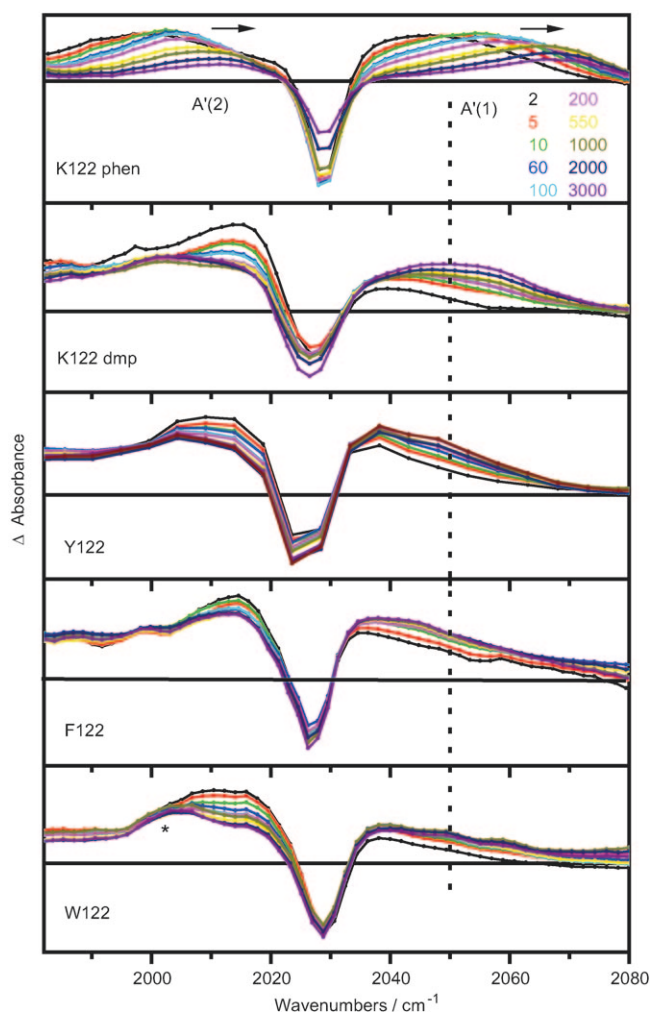 A'(2)
A'(1)
2 200
5 550
10 1000
60 2000
100 3000
K122 phen
K122 dmp
Y122
F122
*
W122
Δ Absorbance
2000 2020 2040 2060 2080
Wavenumbers / cm⁻¹